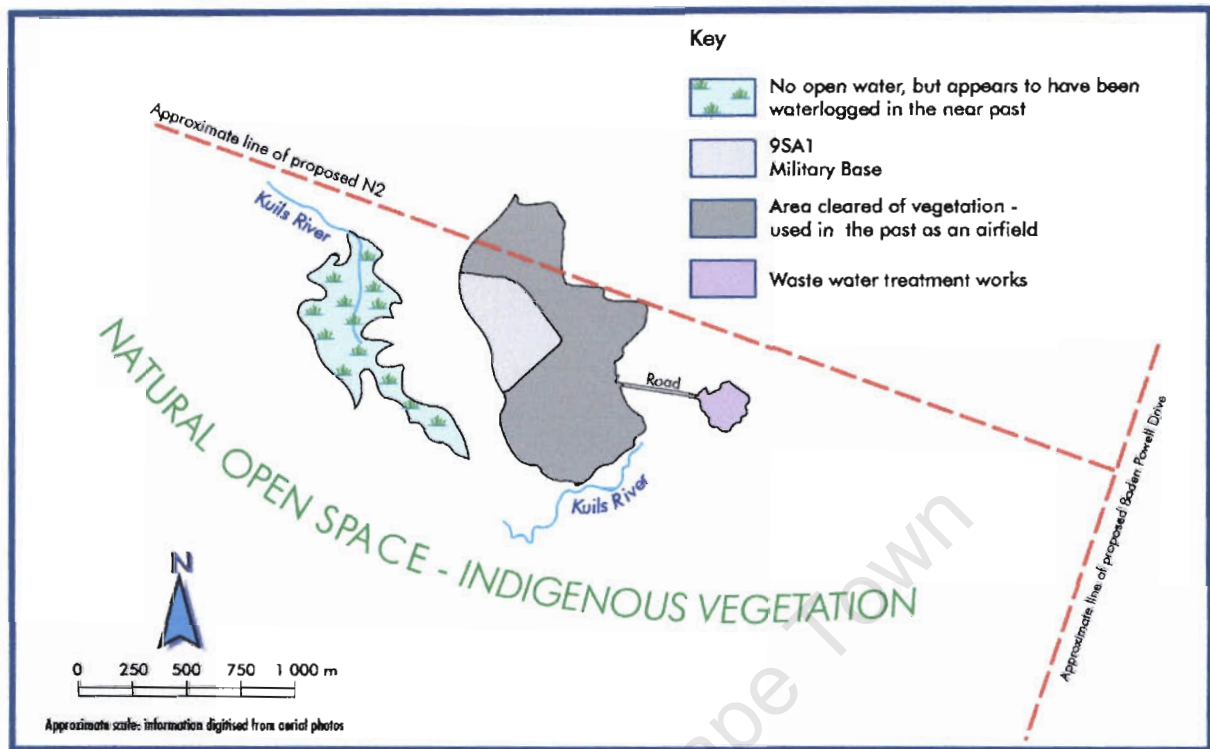 Key
No open water, but appears to have been
waterlogged in the near past
9SA1
Military Base
Area cleared of vegetation -
used in the past as an airfield
Waste water treatment works
Approximate line of proposed N2
Kuils River
Road
Kuils River
NATURAL OPEN SPACE - INDIGENOUS VEGETATION
Approximate line of proposed Baden Powell Drive
N
0 250 500 750 1 000 m
Approximate scale: information digitised from aerial photos
ape Town